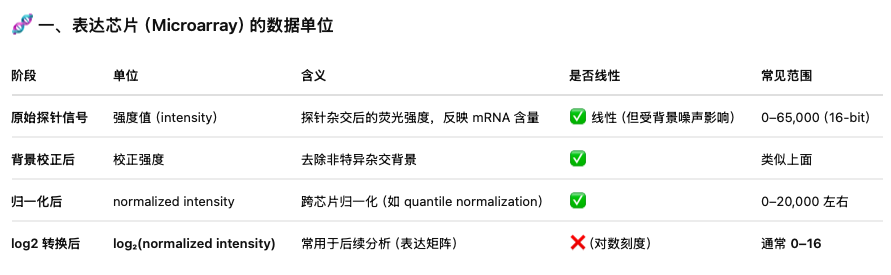 🧬 一、表达芯片（Microarray）的数据单位
阶段 单位 含义 是否线性 常见范围
原始探针信号 强度值（intensity） 探针杂交后的荧光强度，反映 mRNA 含量 ✅ 线性（但受背景噪声影响） 0–65,000（16-bit）
背景校正后 校正强度 去除非特异杂交背景 ✅ 类似上面
归一化后 normalized intensity 跨芯片归一化（如 quantile normalization） ✅ 0–20,000 左右
log2 转换后 log₂(normalized intensity) 常用于后续分析（表达矩阵） ❌（对数刻度） 通常 0–16